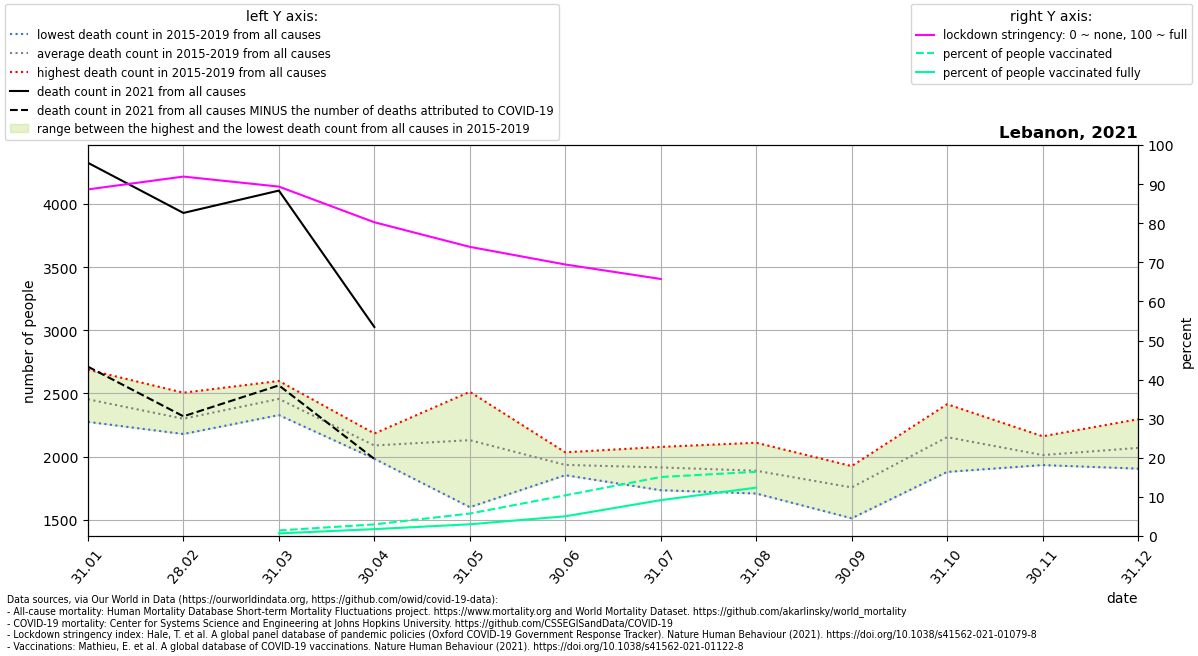 left Y axis:
lowest death count in 2015-2019 from all causes
average death count in 2015-2019 from all causes
highest death count in 2015-2019 from all causes
death count in 2021 from all causes
death count in 2021 from all causes MINUS the number of deaths attributed to COVID-19
range between the highest and the lowest death count from all causes in 2015-2019
right Y axis:
lockdown stringency: 0 ~ none, 100 ~ full
percent of people vaccinated
percent of people vaccinated fully
Lebanon, 2021
number of people
4000
3500
3000
2500
2000
1500
100
90
80
70
60
50
40
30
20
10
0
percent
31.01
28.02
31.03
30.04
31.05
30.06
31.07
31.08
30.09
31.10
30.11
31.12
date
Data sources, via Our World in Data (https://ourworldindata.org, https://github.com/owid/covid-19-data):
- All-cause mortality: Human Mortality Database Short-term Mortality Fluctuations project. https://www.mortality.org and World Mortality Dataset. https://github.com/akarlinsky/world_mortality
- COVID-19 mortality: Center for Systems Science and Engineering at Johns Hopkins University. https://github.com/CSSEGISandData/COVID-19
- Lockdown stringency index: Hale, T. et al. A global panel database of pandemic policies (Oxford COVID-19 Government Response Tracker). Nature Human Behaviour (2021). https://doi.org/10.1038/s41562-021-01079-8
- Vaccinations: Mathieu, E. et al. A global database of COVID-19 vaccinations. Nature Human Behaviour (2021). https://doi.org/10.1038/s41562-021-01122-8